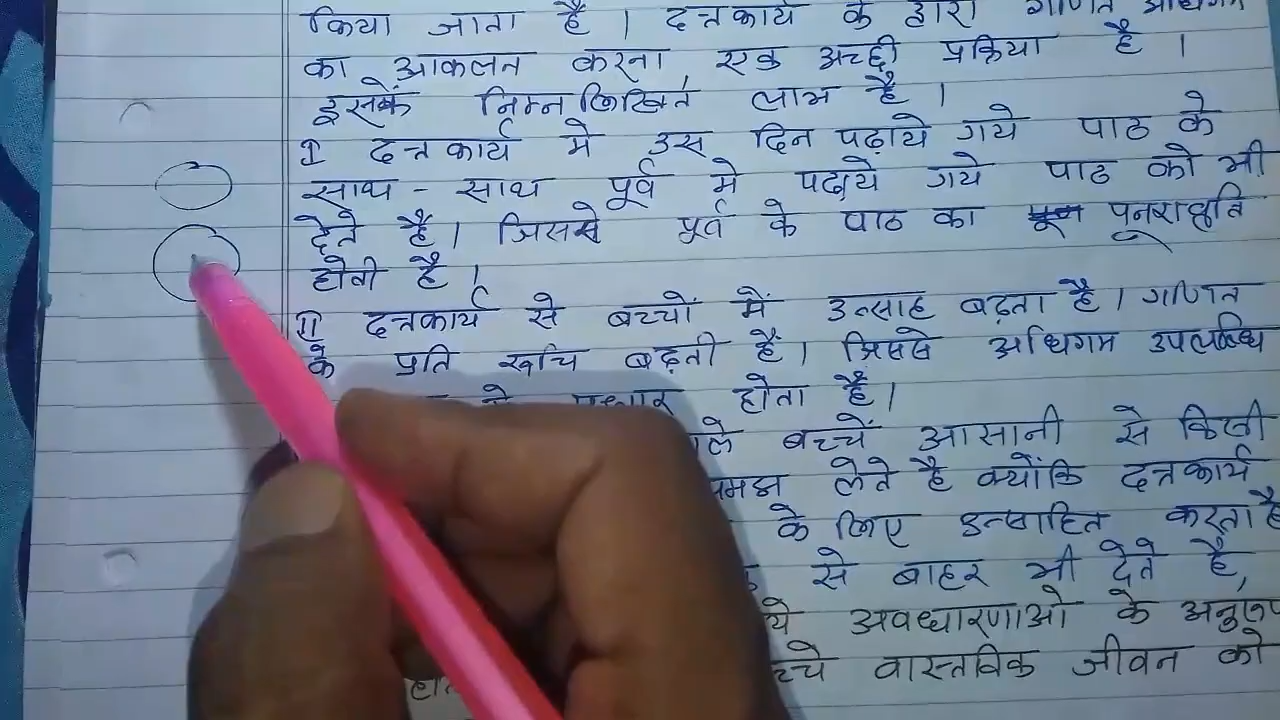 किया जाता है । दत्तकार्य के द्वारा गणित अधिगम
का आकलन करना एक अच्छी प्रक्रिया है ।
इसकें निम्नलिखित लाभ है ।
I दत्तकार्य मे उस दिन पढ़ाये गये पाठ के
साथ - साथ पूर्व मे पढ़ाये गये पाठ को भी
देते है । जिससे पूर्व के पाठ का पूनरावृति
होती है ।
II दत्तकार्य से बच्चों में उत्साह बढ़ता है । गणित
के प्रति रुचि बढ़ती है । जिससे अधिगम उपलब्धि
होता है ।
बच्चें आसानी से किसी
समझ लेते है क्योंकि दत्तकार्य
के लिए उत्साहित करता है
से बाहर भी देते है,
अवधारणाओ के अनुरूप
वास्तविक जीवन को